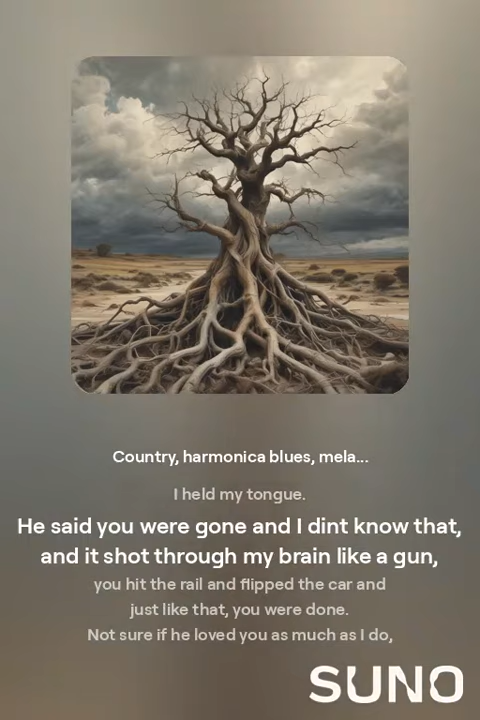 Country, harmonica blues, mela...
I held my tongue.
He said you were gone and I dint know that,
and it shot through my brain like a gun,
you hit the rail and flipped the car and
just like that, you were done.
Not sure if he loved you as much as I do,
SUNO